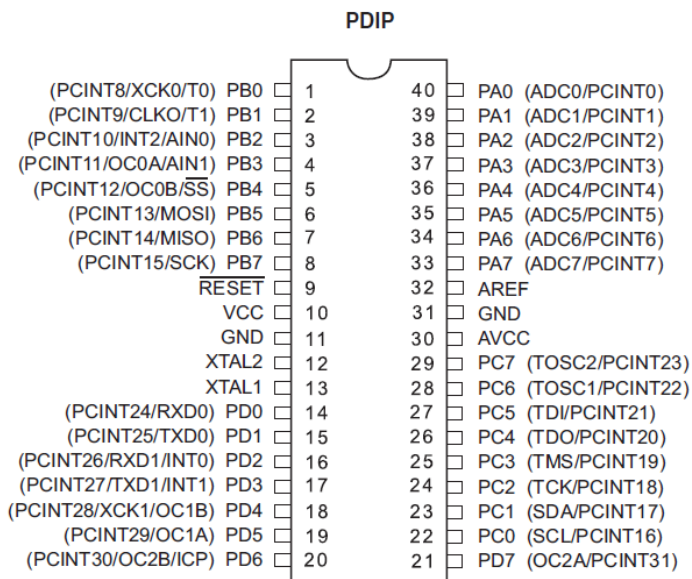 PDIP
(PCINT8/XCK0/T0) PB0 1 40 PA0 (ADC0/PCINT0)
(PCINT9/CLKO/T1) PB1 2 39 PA1 (ADC1/PCINT1)
(PCINT10/INT2/AIN0) PB2 3 38 PA2 (ADC2/PCINT2)
(PCINT11/OC0A/AIN1) PB3 4 37 PA3 (ADC3/PCINT3)
(PCINT12/OC0B/SS) PB4 5 36 PA4 (ADC4/PCINT4)
(PCINT13/MOSI) PB5 6 35 PA5 (ADC5/PCINT5)
(PCINT14/MISO) PB6 7 34 PA6 (ADC6/PCINT6)
(PCINT15/SCK) PB7 8 33 PA7 (ADC7/PCINT7)
RESET 9 32 AREF
VCC 10 31 GND
GND 11 30 AVCC
XTAL2 12 29 PC7 (TOSC2/PCINT23)
XTAL1 13 28 PC6 (TOSC1/PCINT22)
(PCINT24/RXD0) PD0 14 27 PC5 (TDI/PCINT21)
(PCINT25/TXD0) PD1 15 26 PC4 (TDO/PCINT20)
(PCINT26/RXD1/INT0) PD2 16 25 PC3 (TMS/PCINT19)
(PCINT27/TXD1/INT1) PD3 17 24 PC2 (TCK/PCINT18)
(PCINT28/XCK1/OC1B) PD4 18 23 PC1 (SDA/PCINT17)
(PCINT29/OC1A) PD5 19 22 PC0 (SCL/PCINT16)
(PCINT30/OC2B/ICP) PD6 20 21 PD7 (OC2A/PCINT31)